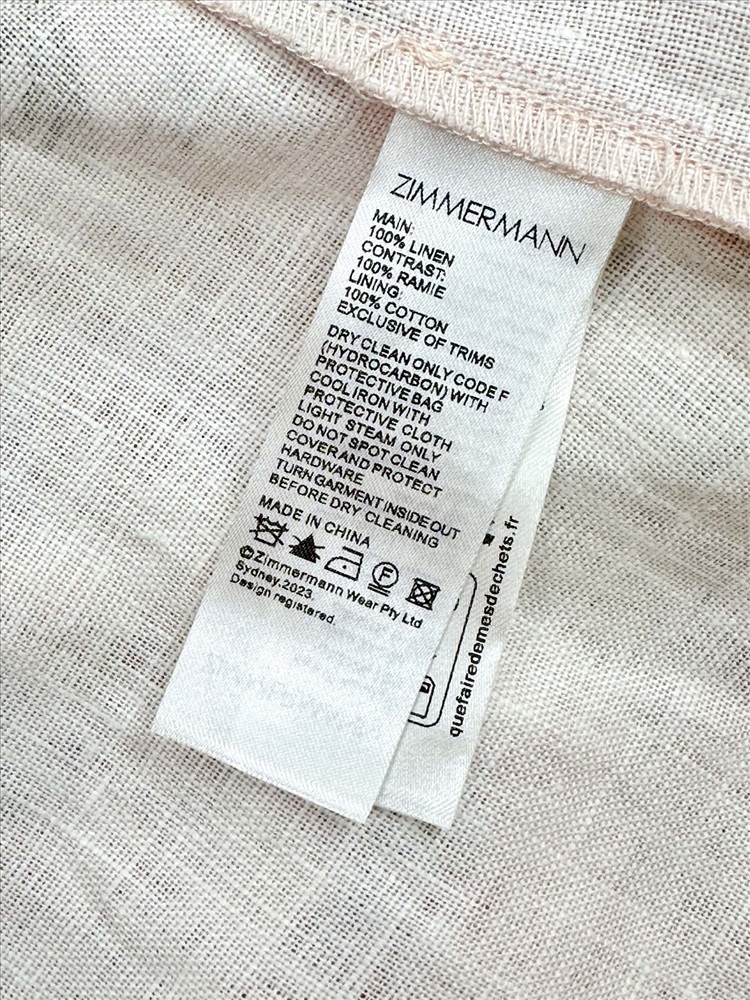 ZIMMERMANN
MAIN:
100% LINEN
CONTRAST:
100% RAMIE
LINING:
100% COTTON
EXCLUSIVE OF TRIMS
DRY CLEAN ONLY CODE F
(HYDROCARBON) WITH
PROTECTIVE BAG
COOL IRON WITH
PROTECTIVE CLOTH
LIGHT STEAM ONLY
DO NOT SPOT CLEAN
COVER AND PROTECT
HARDWARE
TURN GARMENT INSIDE OUT
BEFORE DRY CLEANING
MADE IN CHINA
F
©Zimmermann Wear Pty Ltd
Sydney.2023.
Design registered.
quefairedemesdechets.fr